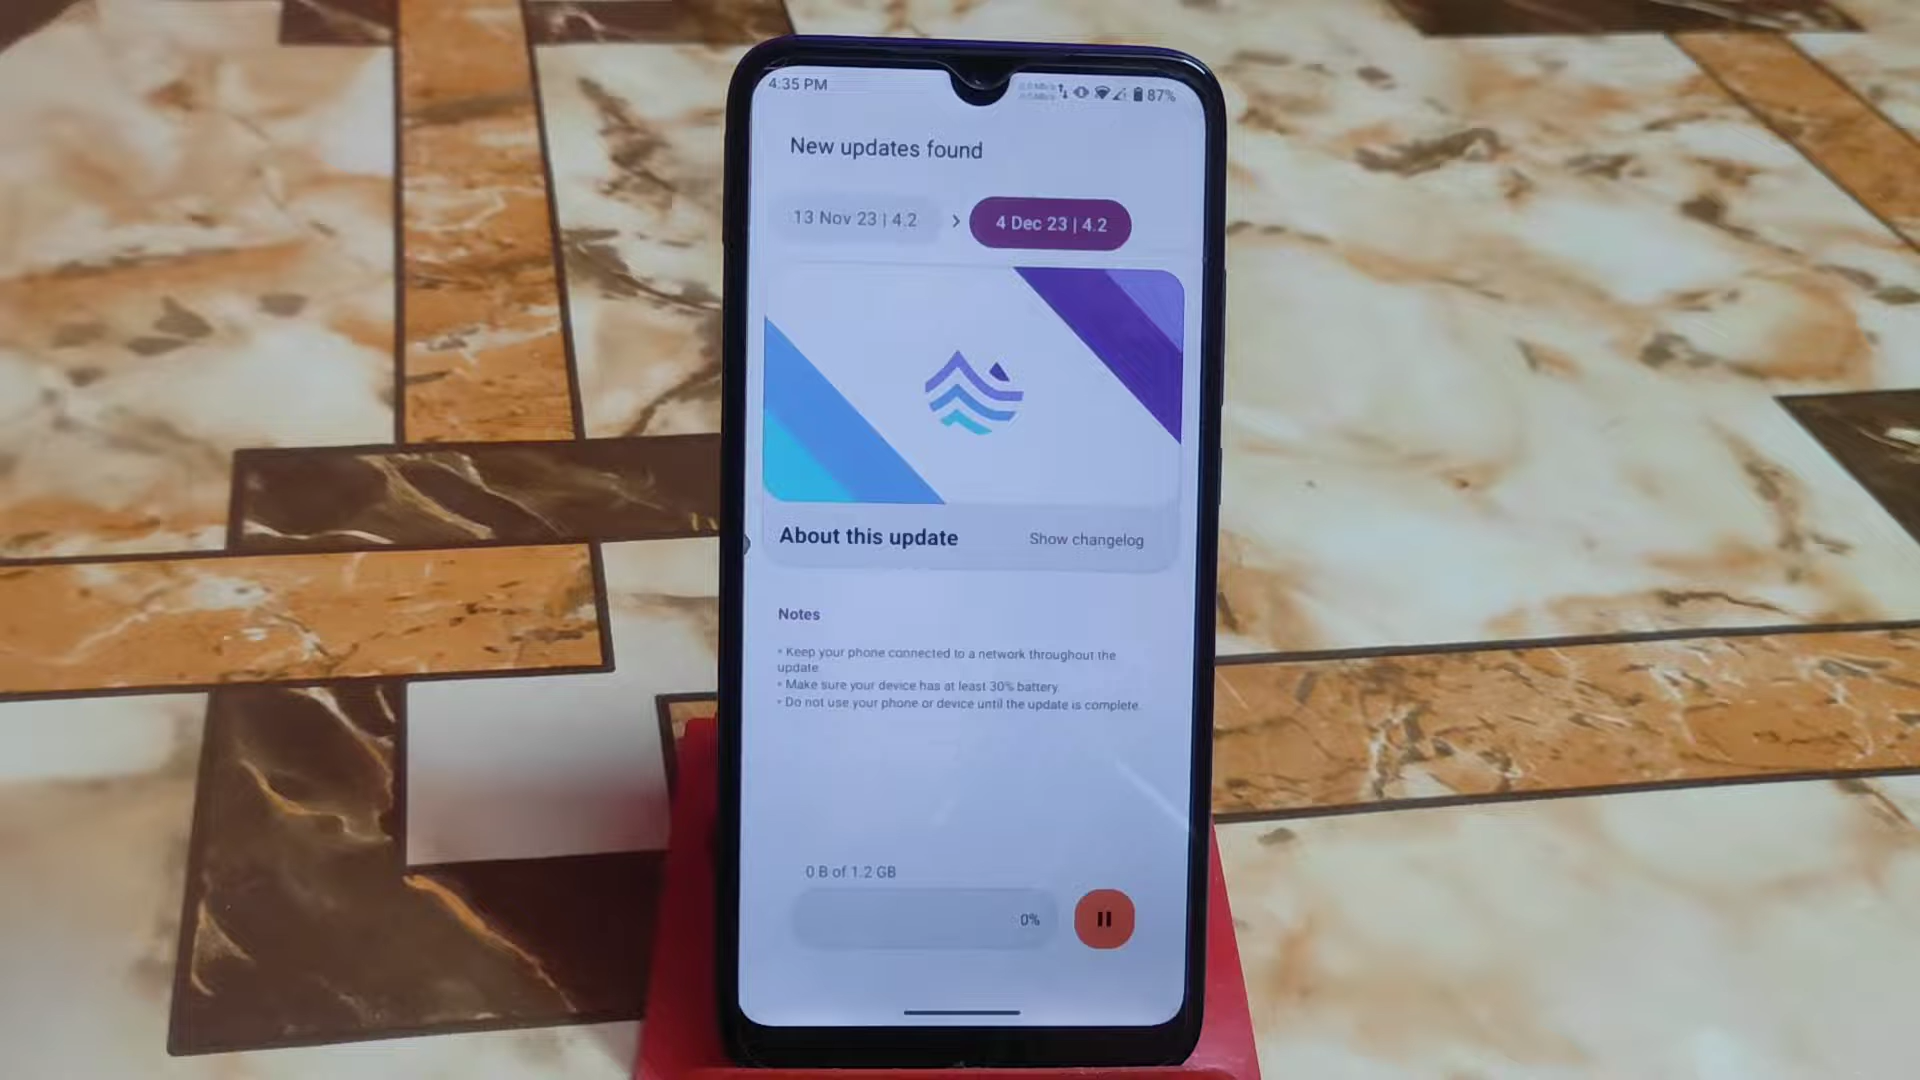 4:35 PM
87%
New updates found
13 Nov 23 | 4.2 > 4 Dec 23 | 4.2
About this update
Show changelog
Notes
• Keep your phone connected to a network throughout the
update.
• Make sure your device has at least 30% battery.
• Do not use your phone or device until the update is complete.
0 B of 1.2 GB
0%